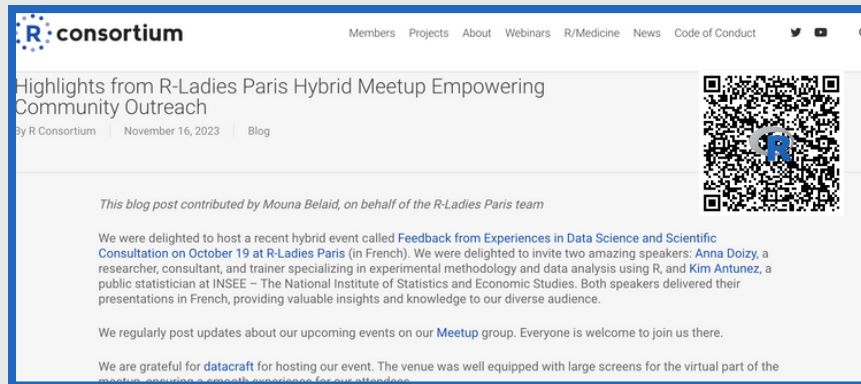 R consortium
Members Projects About Webinars R/Medicine News Code of Conduct
Highlights from R-Ladies Paris Hybrid Meetup Empowering
Community Outreach
By R Consortium November 16, 2023 Blog
R
This blog post contributed by Mouna Belaid, on behalf of the R-Ladies Paris team
We were delighted to host a recent hybrid event called Feedback from Experiences in Data Science and Scientific
Consultation on October 19 at R-Ladies Paris (in French). We were delighted to invite two amazing speakers: Anna Doizy, a
researcher, consultant, and trainer specializing in experimental methodology and data analysis using R, and Kim Antunez, a
public statistician at INSEE – The National Institute of Statistics and Economic Studies. Both speakers delivered their
presentations in French, providing valuable insights and knowledge to our diverse audience.
We regularly post updates about our upcoming events on our Meetup group. Everyone is welcome to join us there.
We are grateful for datacraft for hosting our event. The venue was well equipped with large screens for the virtual part of the
meetup, ensuring a smooth experience for our attendees.